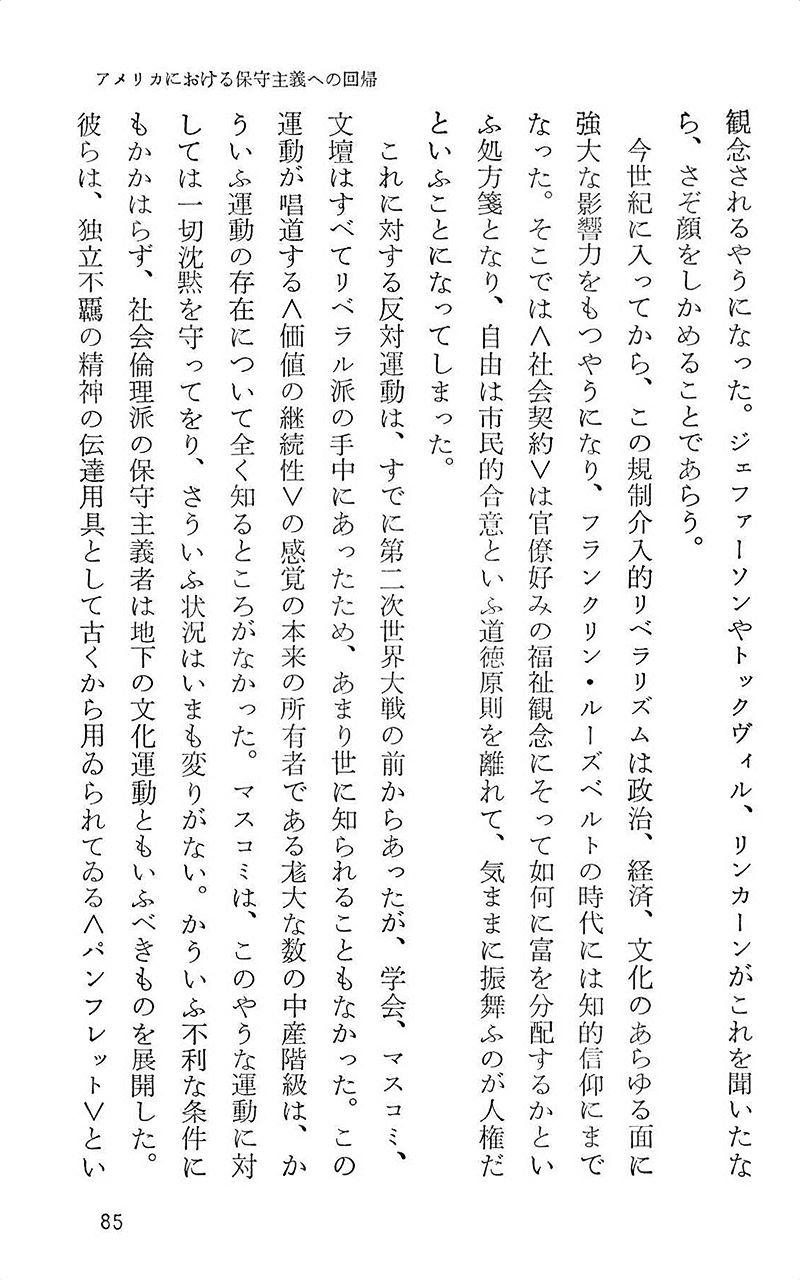 アメリカにおける保守主義への回帰
観念されるやうになった。ジェファーソンやトックヴィル、リンカーンがこれを聞いたな
ら、さぞ顔をしかめることであらう。
今世紀に入ってから、この規制介入的リベラリズムは政治、経済、文化のあらゆる面に
強大な影響力をもつやうになり、フランクリン・ルーズベルトの時代には知的信仰にまで
なった。そこでは<社会契約>は官僚好みの福祉観念にそって如何に富を分配するかとい
ふ処方箋となり、自由は市民的合意といふ道徳原則を離れて、気ままに振舞ふのが人権だ
といふことになってしまった。
これに対する反対運動は、すでに第二次世界大戦の前からあったが、学会、マスコミ、
文壇はすべてリベラル派の手中にあったため、あまり世に知られることもなかった。この
運動が唱道する<価値の継続性>の感覚の本来の所有者である尨大な数の中産階級は、か
ういふ運動の存在について全く知るところがなかった。マスコミは、このやうな運動に対
しては一切沈黙を守ってをり、さういふ状況はいまも変りがない。かういふ不利な条件に
もかかはらず、社会倫理派の保守主義者は地下の文化運動ともいふべきものを展開した。
彼らは、独立不羈の精神の伝達用具として古くから用ゐられてゐる<パンフレット>とい
85